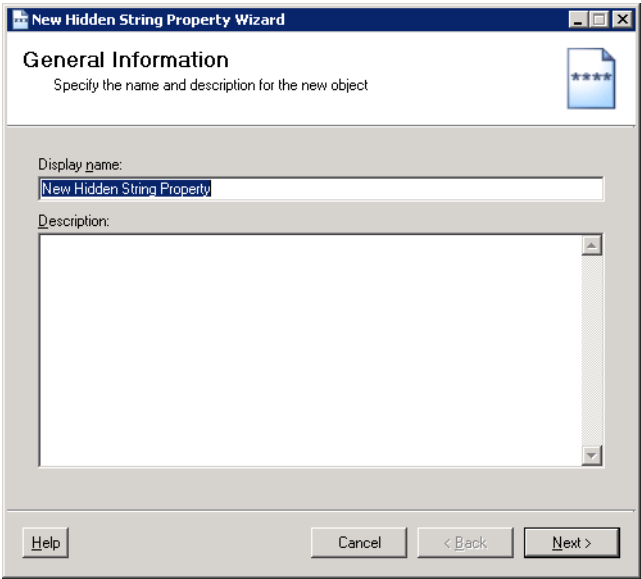 New Hidden String Property Wizard
General Information
Specify the name and description for the new object
****
Display name:
New Hidden String Property
Description:
Help
Cancel
< Back
Next >